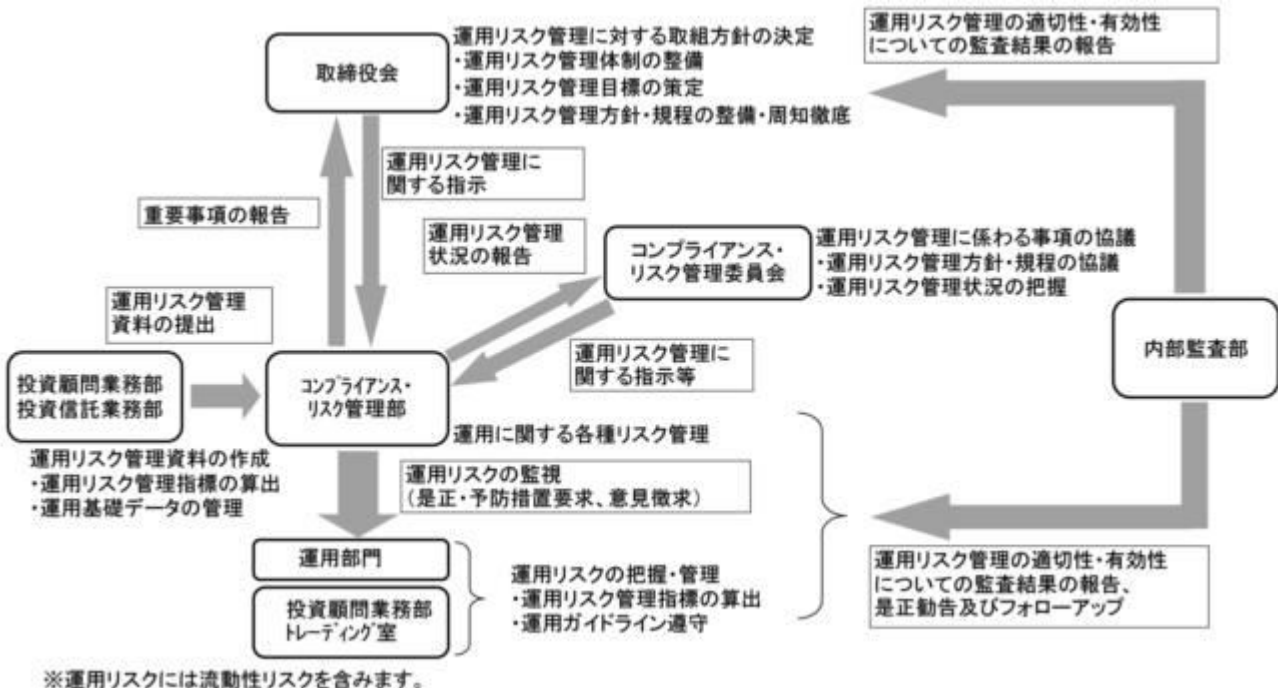 運用リスク管理に対する取組方針の決定
・運用リスク管理体制の整備
・運用リスク管理目標の策定
・運用リスク管理方針・規程の整備・周知徹底
取締役会
運用リスク管理の適切性・有効性
についての監査結果の報告
運用リスク管理に
関する指示
重要事項の報告
運用リスク管理
状況の報告
コンプライアンス・
リスク管理委員会
運用リスク管理に係わる事項の協議
・運用リスク管理方針・規程の協議
・運用リスク管理状況の把握
運用リスク管理
資料の提出
内部監査部
運用リスク管理に
関する指示等
投資顧問業務部
投資信託業務部
コンプライアンス・
リスク管理部
運用に関する各種リスク管理
運用リスク管理資料の作成
・運用リスク管理指標の算出
・運用基礎データの管理
運用リスクの監視
(是正・予防措置要求、意見徴求)
運用部門
投資顧問業務部
トレーディング室
運用リスクの把握・管理
・運用リスク管理指標の算出
・運用ガイドライン遵守
運用リスク管理の適切性・有効性
についての監査結果の報告、
是正勧告及びフォローアップ
※運用リスクには流動性リスクを含みます。